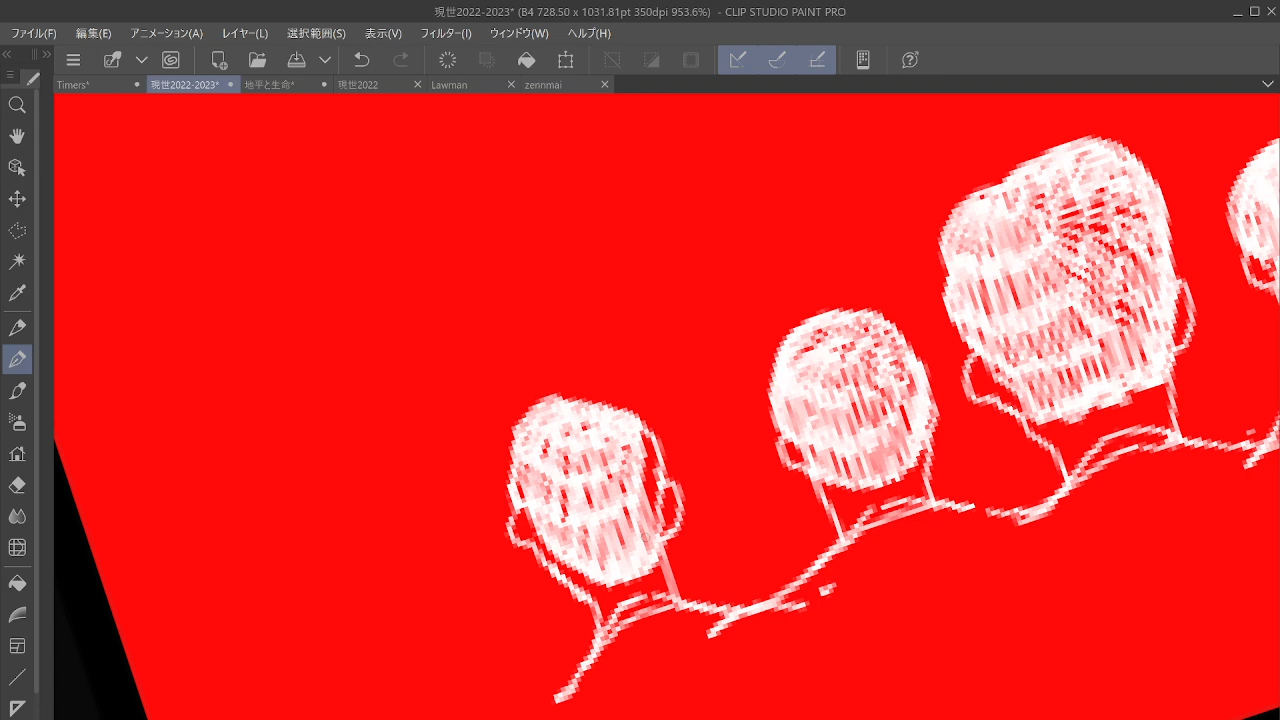 現世2022-2023* (B4 728.50 x 1031.81pt 350dpi 953.6%) - CLIP STUDIO PAINT PRO
ファイル(F) 編集(E) アニメーション(A) レイヤー(L) 選択範囲(S) 表示(V) フィルター(I) ウィンドウ(W) ヘルプ(H)
Timers* 現世2022-2023* 地平と生命* 現世2022 Lawman zennmai